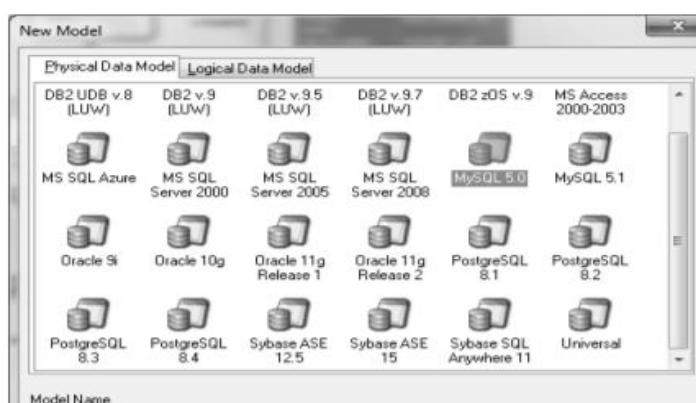 New Model
Physical Data Model Logical Data Model
DB2 UDB v.8 (LUW)
DB2 v.9 (LUW)
DB2 v.9.5 (LUW)
DB2 v.9.7 (LUW)
DB2 zOS v.9
MS Access 2000-2003
MS SQL Azure
MS SQL Server 2000
MS SQL Server 2005
MS SQL Server 2008
MySQL 5.0
MySQL 5.1
Oracle 9i
Oracle 10g
Oracle 11g Release 1
Oracle 11g Release 2
PostgreSQL 8.1
PostgreSQL 8.2
PostgreSQL 8.3
PostgreSQL 8.4
Sybase ASE 12.5
Sybase ASE 15
Sybase SQL Anywhere 11
Universal
Model Name